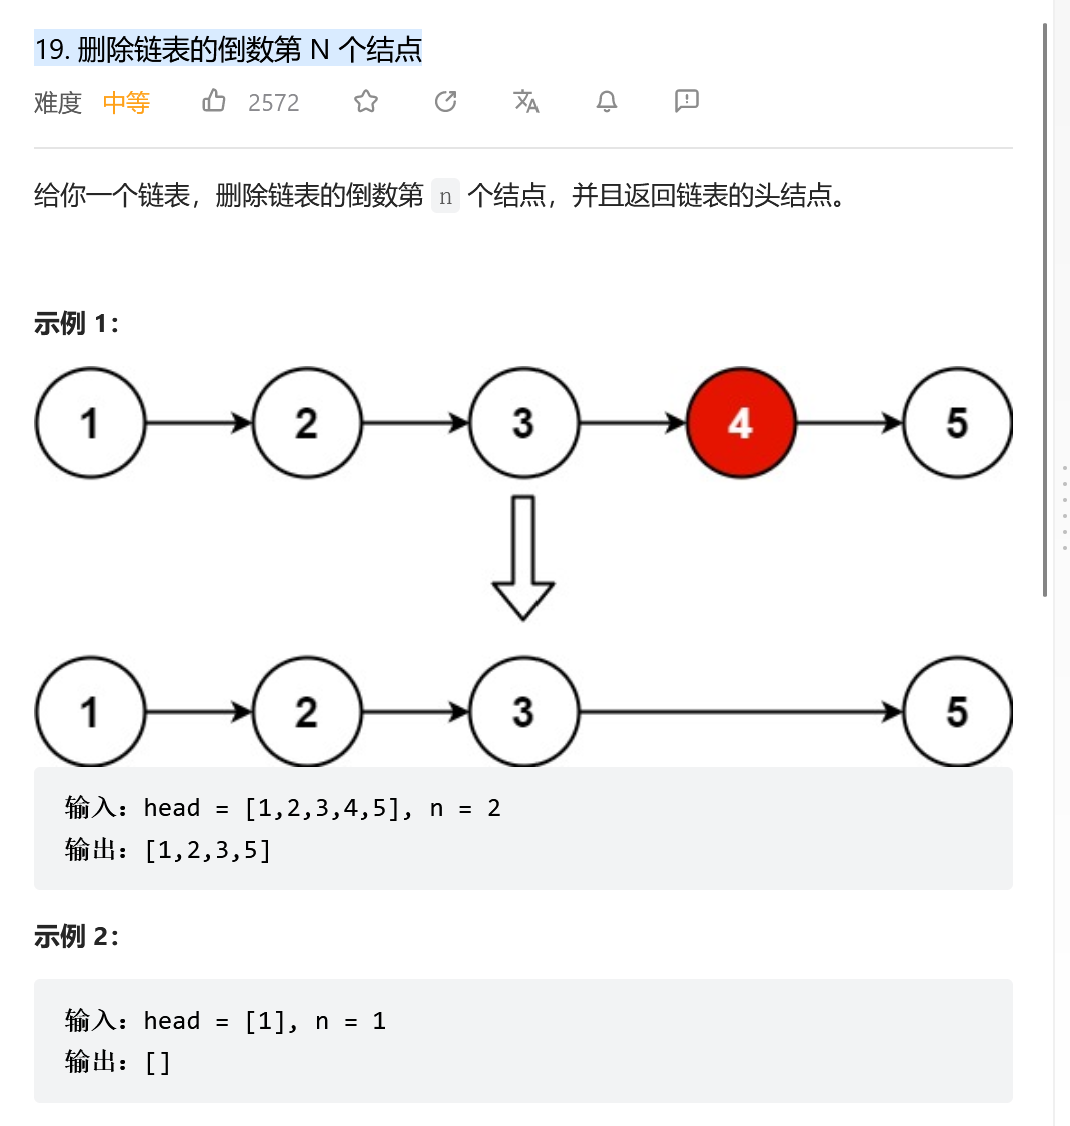 19. 删除链表的倒数第 N 个结点
难度 中等 2572
给你一个链表，删除链表的倒数第 n 个结点，并且返回链表的头结点。
示例 1：
1 2 3 4 5
1 2 3 5
输入：head = [1,2,3,4,5], n = 2
输出：[1,2,3,5]
示例 2：
输入：head = [1], n = 1
输出：[]